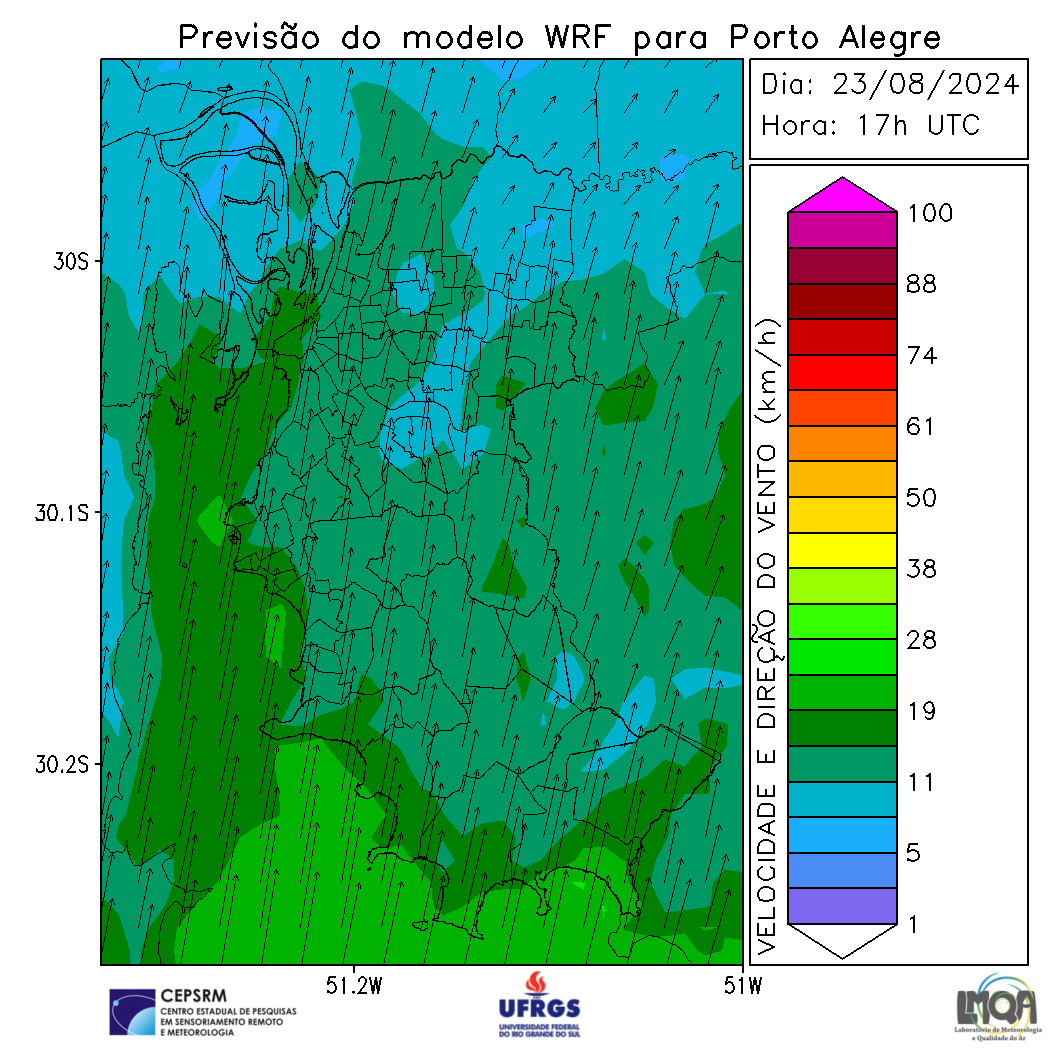 Previsão do modelo WRF para Porto Alegre
Dia: 23/08/2024
Hora: 17h UTC
30S
30.1S
30.2S
51.2W
51W
VELOCIDADE E DIREÇÃO DO VENTO (km/h)
100
88
74
61
50
38
28
19
11
5
1
CEPSRM
CENTRO ESTADUAL DE PESQUISAS
EM SENSORIAMENTO REMOTO
E METEOROLOGIA
UFRGS
UNIVERSIDADE FEDERAL
DO RIO GRANDE DO SUL
LMQA
Laboratório de Meteorologia
e Qualidade do Ar